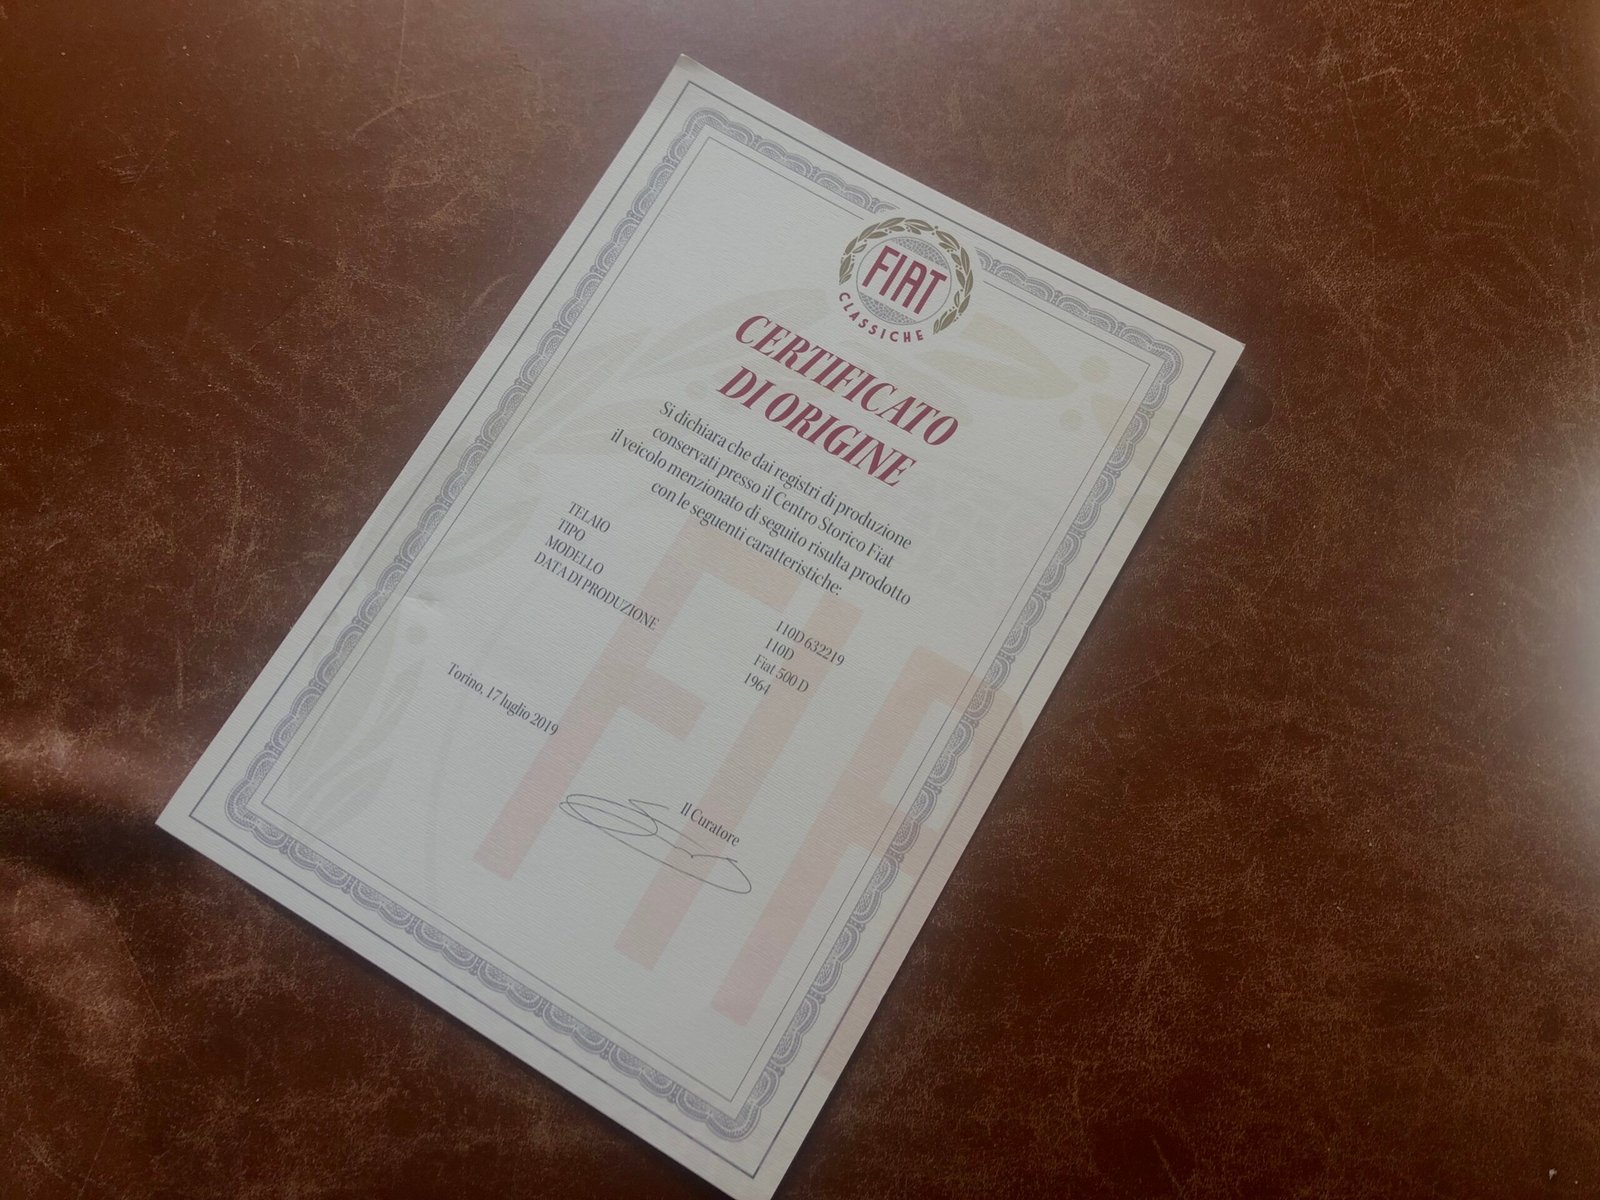 FIAT
CLASSICHE
CERTIFICATO
DI ORIGINE
Si dichiara che dai registri di produzione
conservati presso il Centro Storico Fiat
il veicolo menzionato di seguito risulta prodotto
con le seguenti caratteristiche:
TELAIO 110D 632219
TIPO 110D
MODELLO Fiat 500 D
DATA DI PRODUZIONE 1964
Torino, 17 luglio 2019
Il Curatore